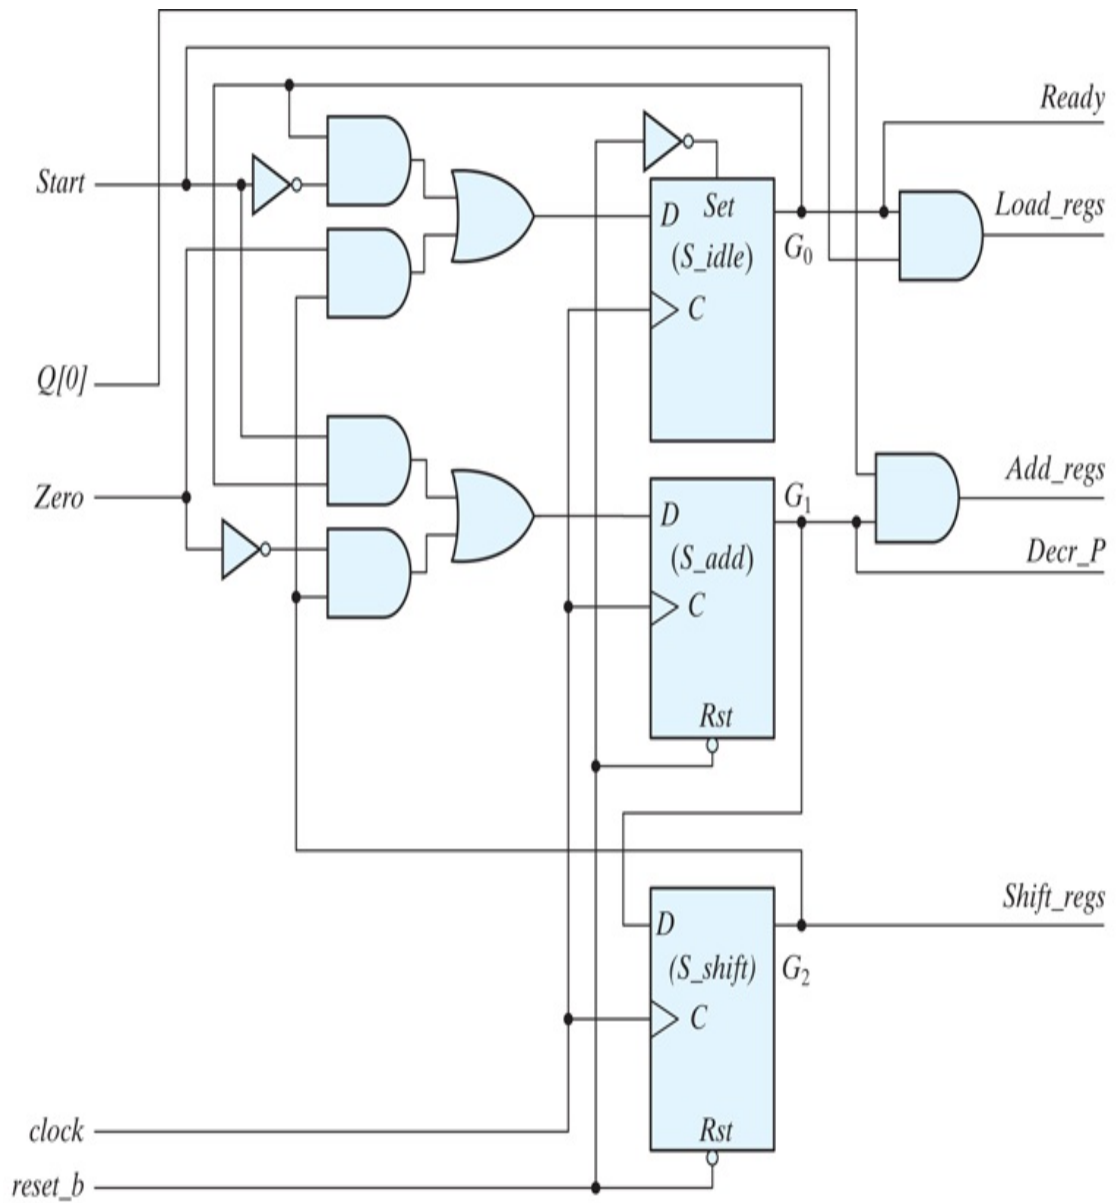 Ready
Start
Load_regs
D Set
(S_idle)
G0
C
Q[0]
Zero
Add_regs
G1
D
(S_add)
Decr_P
C
Rst
Shift_regs
D
(S_shift)
G2
C
clock
Rst
reset_b